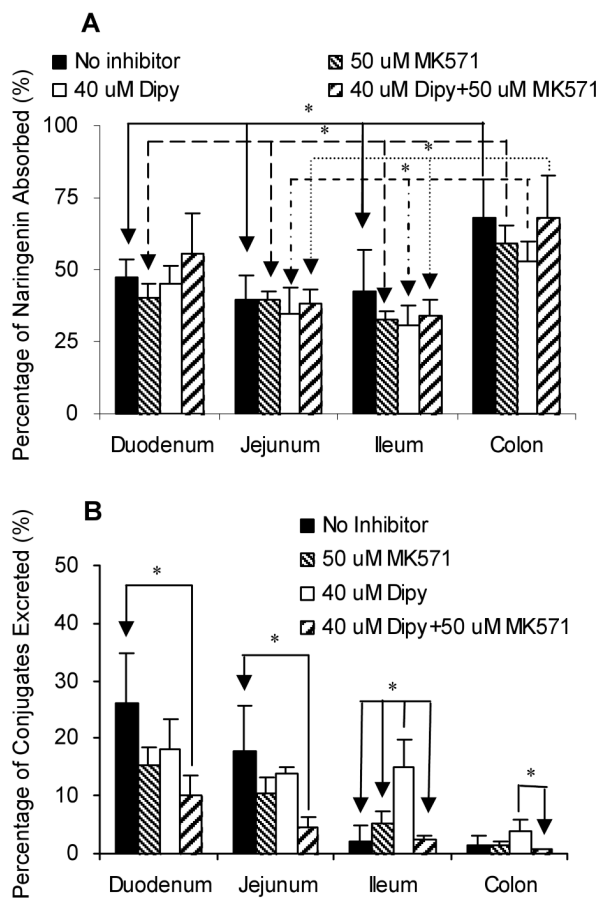 A
No inhibitor
50 uM MK571
40 uM Dipy
40 uM Dipy+50 uM MK571
Percentage of Naringenin Absorbed (%)
100
75
50
25
0
*
*
*
*
Duodenum Jejunum Ileum Colon
B
No Inhibitor
50 uM MK571
40 uM Dipy
40 uM Dipy+50 uM MK571
Percentage of Conjugates Excreted (%)
50
40
30
20
10
0
*
*
*
*
Duodenum Jejunum Ileum Colon